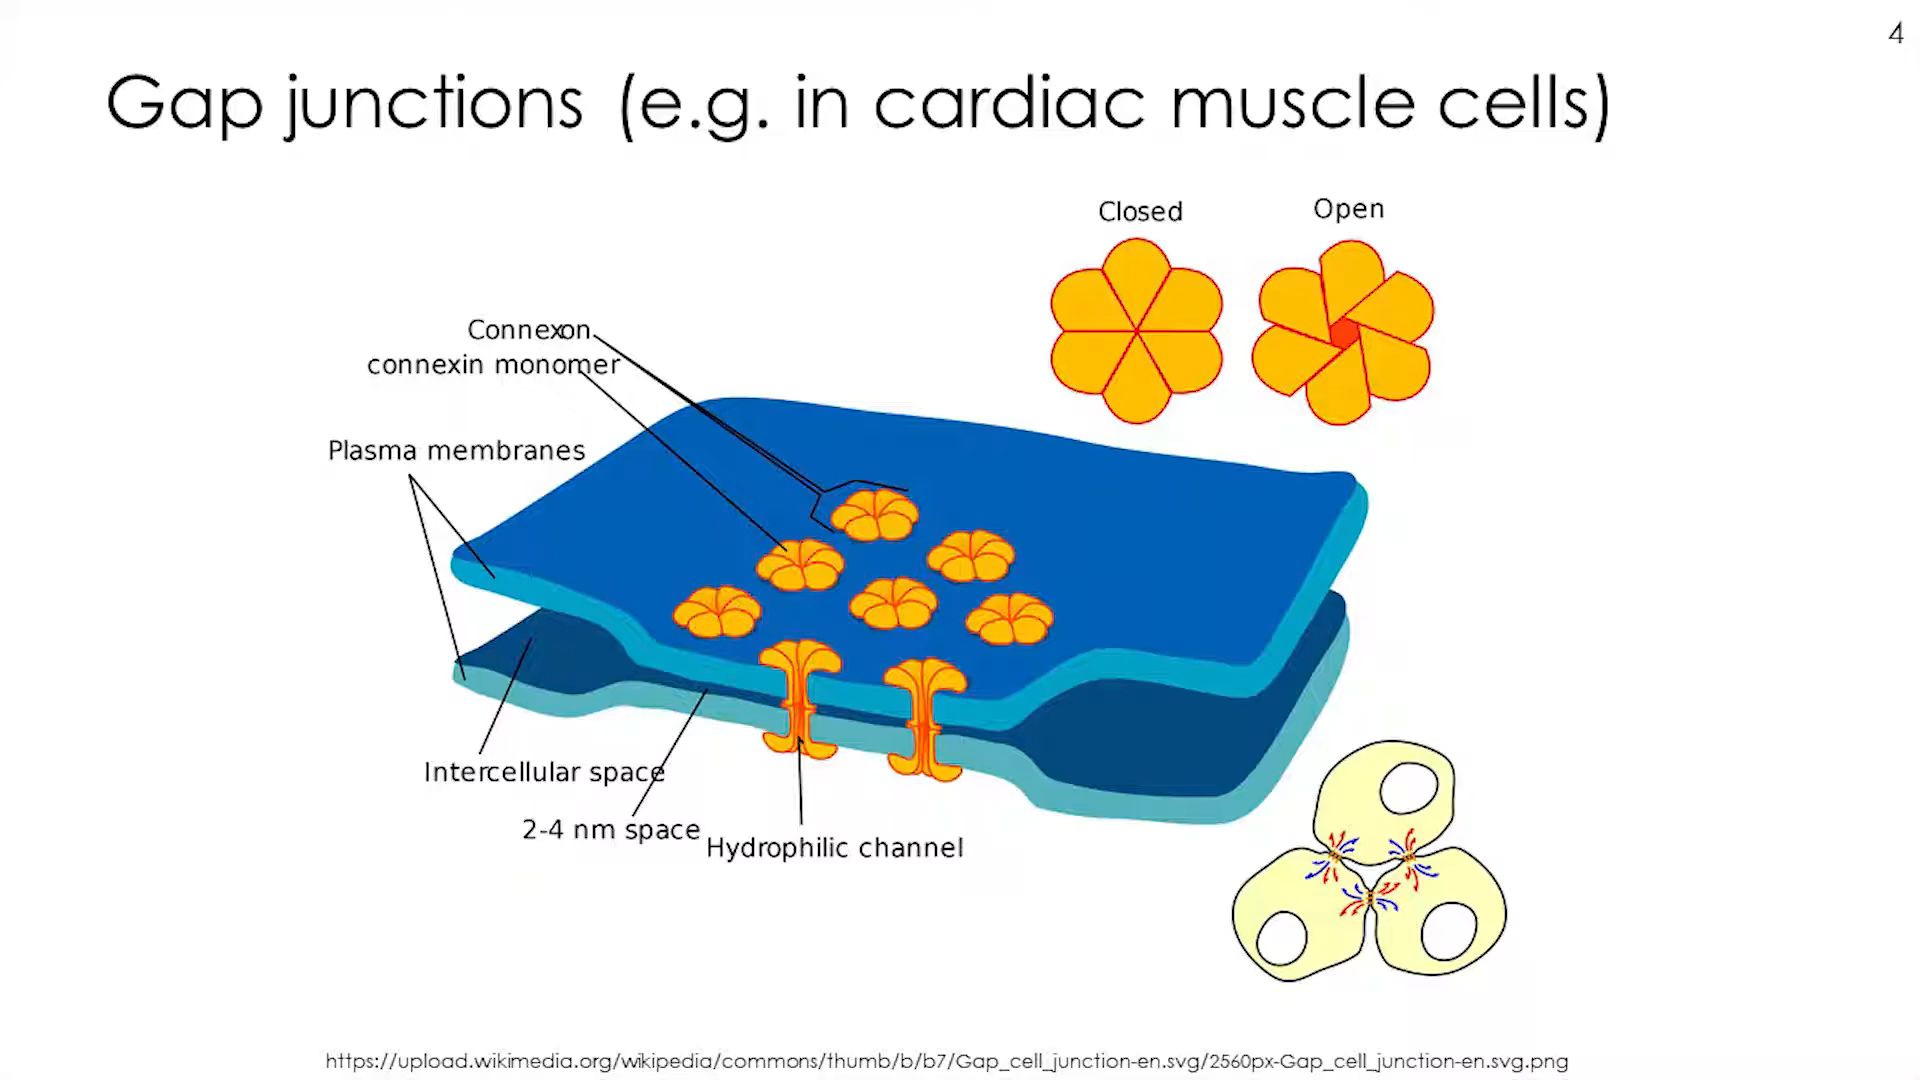 4
Gap junctions (e.g. in cardiac muscle cells)
Closed
Open
Connexon
connexin monomer
Plasma membranes
Intercellular space
2-4 nm space
Hydrophilic channel
https://upload.wikimedia.org/wikipedia/commons/thumb/b/b7/Gap_cell_junction-en.svg/2560px-Gap_cell_junction-en.svg.png